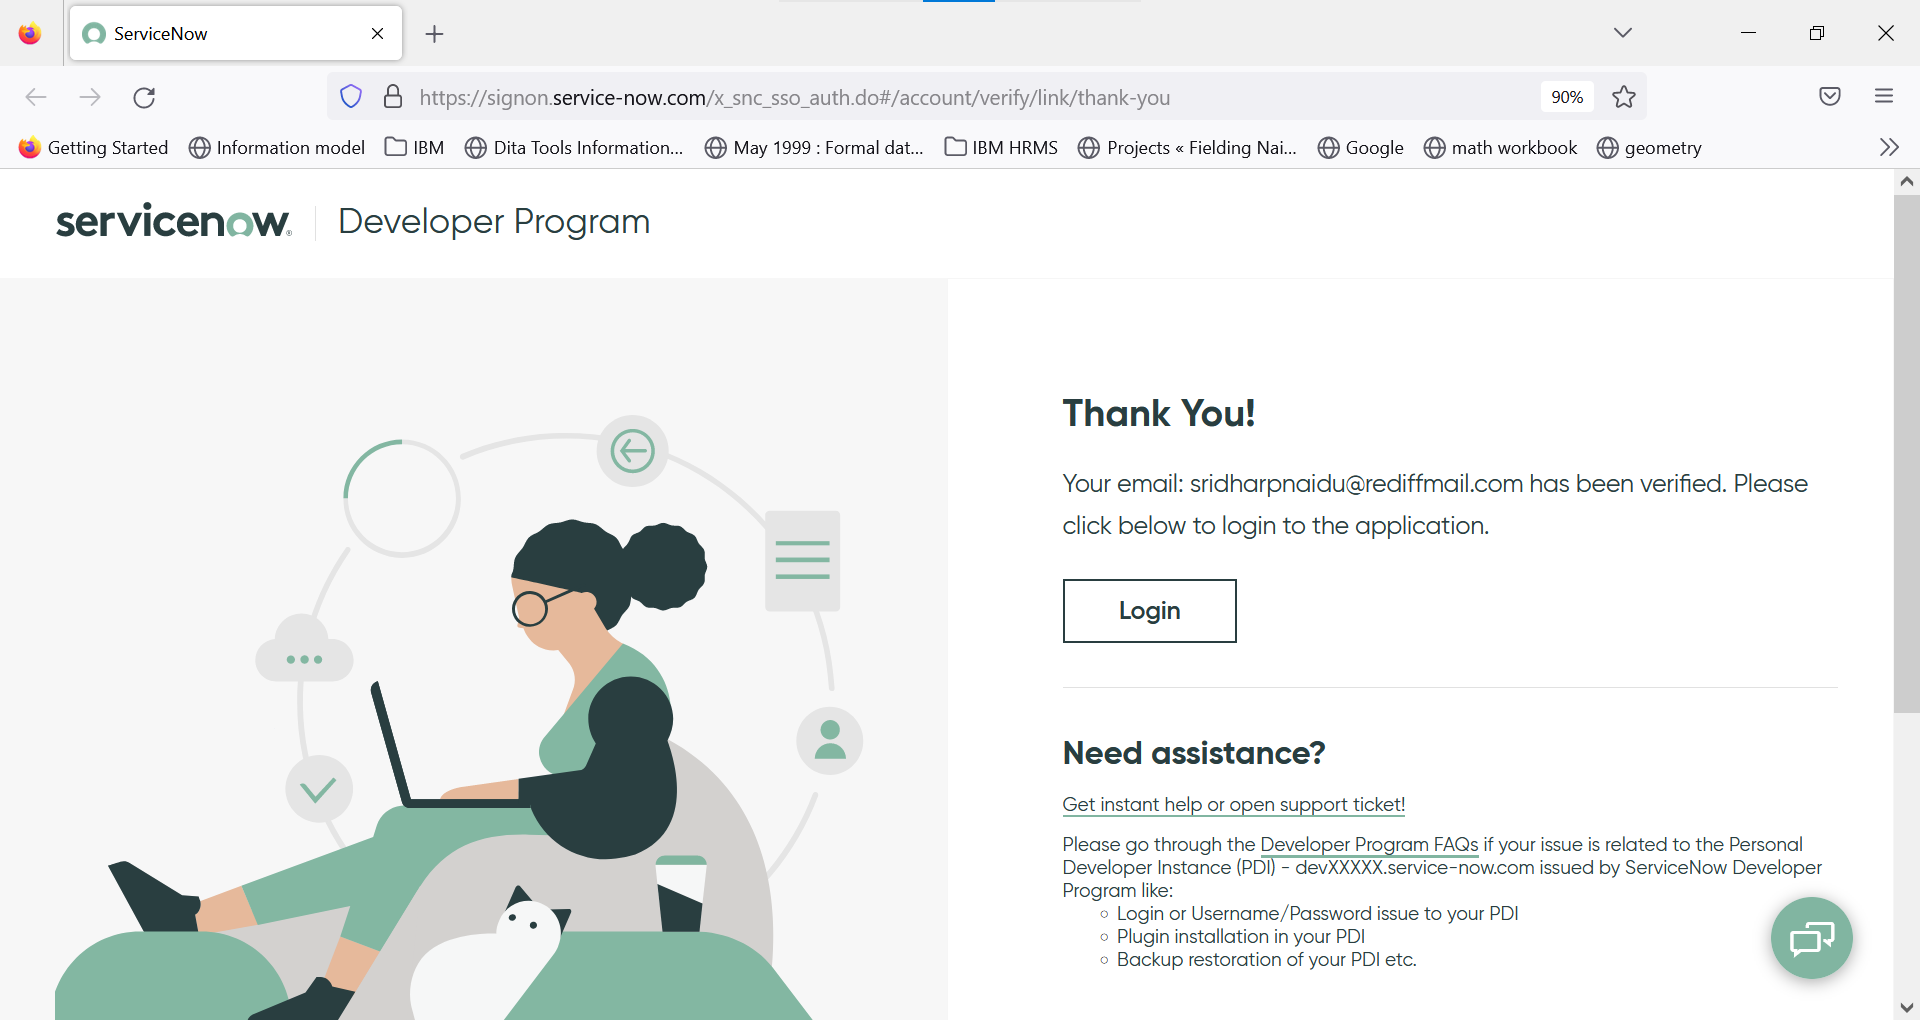 ServiceNow
https://signon.service-now.com/x_snc_sso_auth.do#/account/verify/link/thank-you
90%
Getting Started
Information model
IBM
Dita Tools Information...
May 1999 : Formal dat...
IBM HRMS
Projects « Fielding Nai...
Google
math workbook
geometry
servicenow®
Developer Program
Thank You!
Your email: sridharpnaidu@rediffmail.com has been verified. Please
click below to login to the application.
Login
Need assistance?
Get instant help or open support ticket!
Please go through the Developer Program FAQs if your issue is related to the Personal
Developer Instance (PDI) - devXXXXX.service-now.com issued by ServiceNow Developer
Program like:
Login or Username/Password issue to your PDI
Plugin installation in your PDI
Backup restoration of your PDI etc.